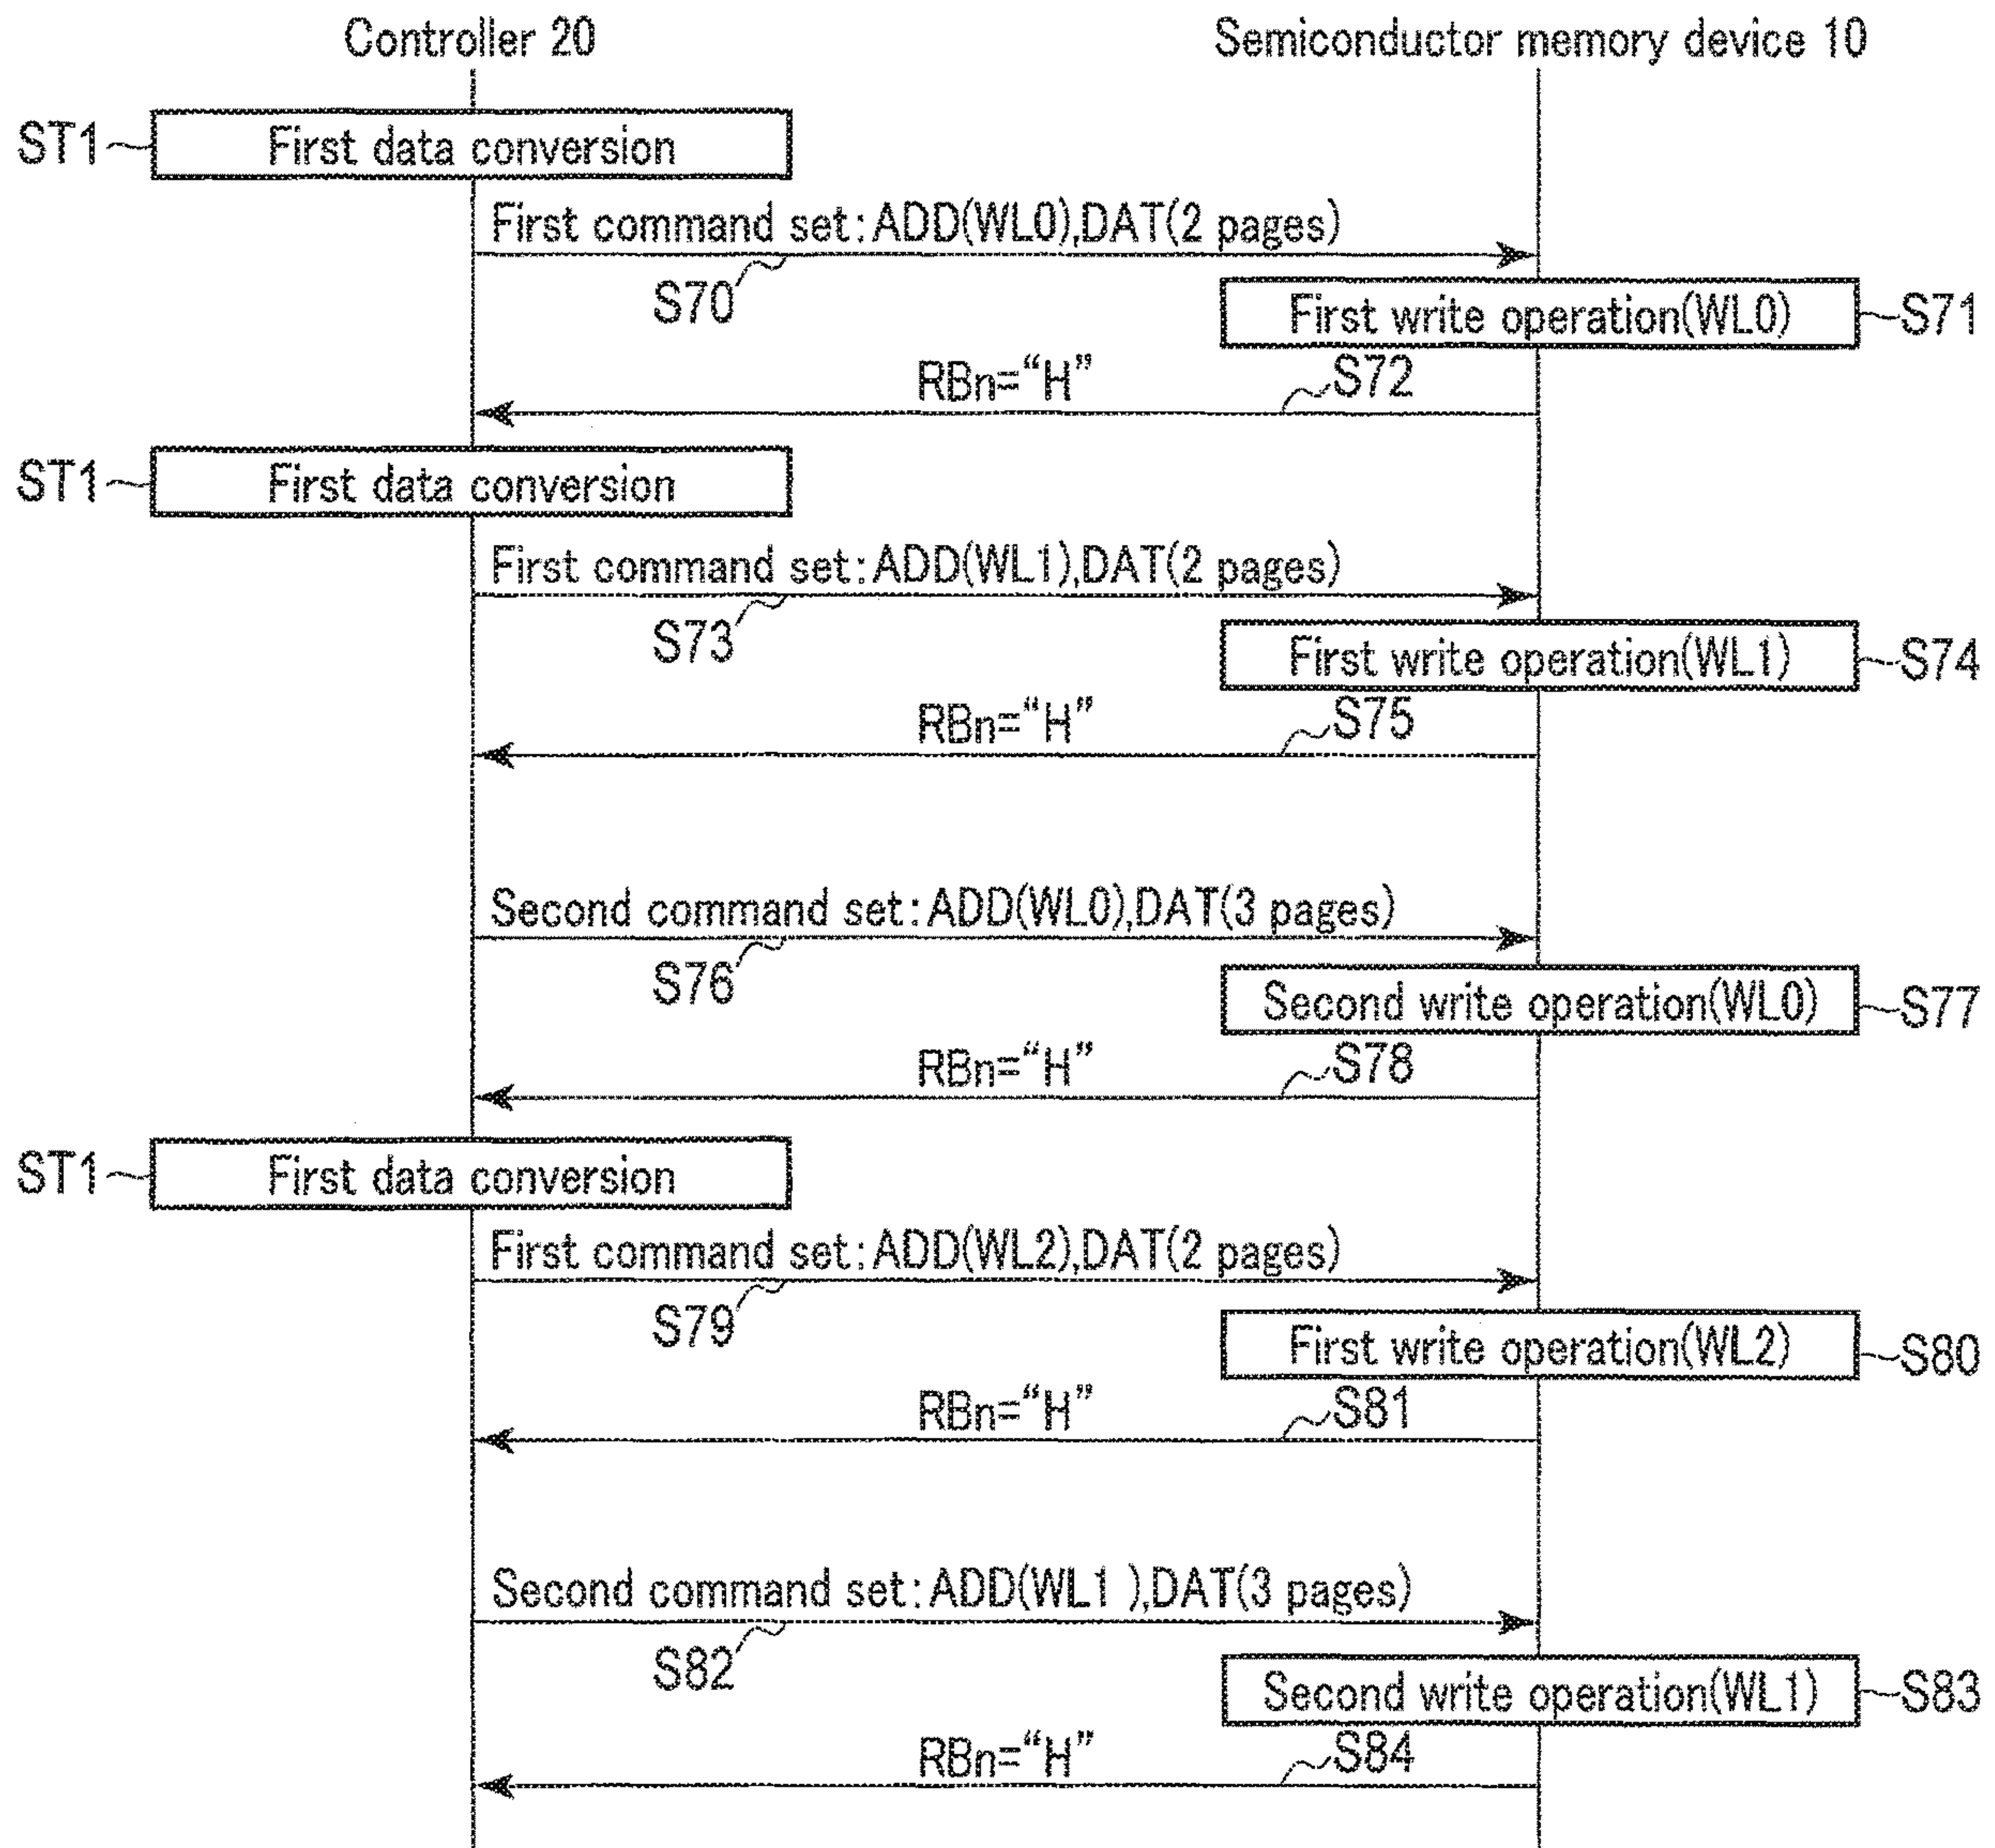 Controller 20
Semiconductor memory device 10
ST1
First data conversion
First command set:ADD(WL0),DAT(2 pages)
S70
First write operation(WL0)
S71
RBn=“H”
S72
ST1
First data conversion
First command set:ADD(WL1),DAT(2 pages)
S73
First write operation(WL1)
S74
RBn=“H”
S75
Second command set:ADD(WL0),DAT(3 pages)
S76
Second write operation(WL0)
S77
RBn=“H”
S78
ST1
First data conversion
First command set:ADD(WL2),DAT(2 pages)
S79
First write operation(WL2)
S80
RBn=“H”
S81
Second command set:ADD(WL1 ),DAT(3 pages)
S82
Second write operation(WL1)
S83
RBn=“H”
S84